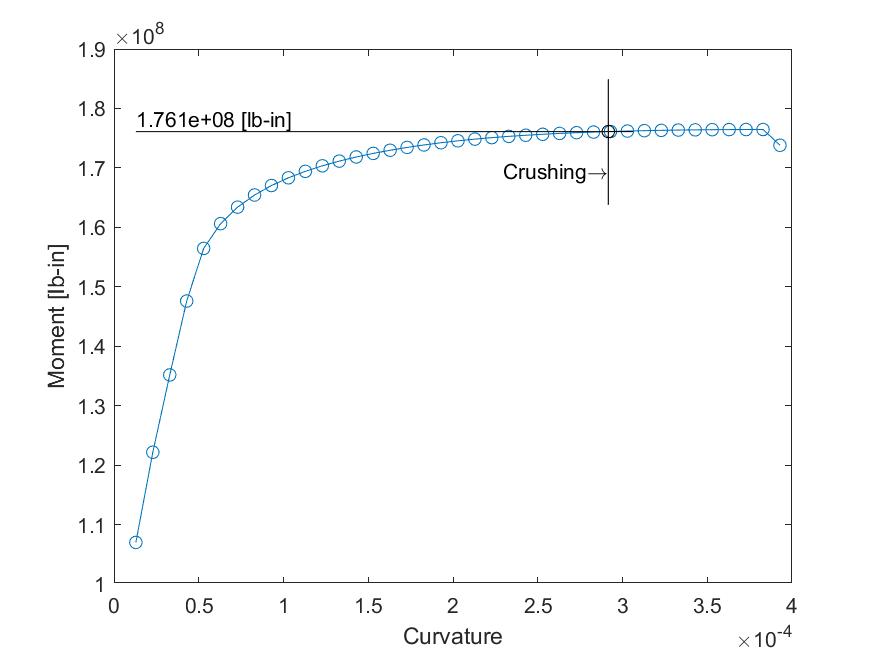 ×10⁸
1.9
1.8
1.7
1.6
1.5
1.4
1.3
1.2
1.1
1
1.761e+08 [lb-in]
Crushing→
Moment [lb-in]
0 0.5 1 1.5 2 2.5 3 3.5 4
Curvature
×10⁻⁴